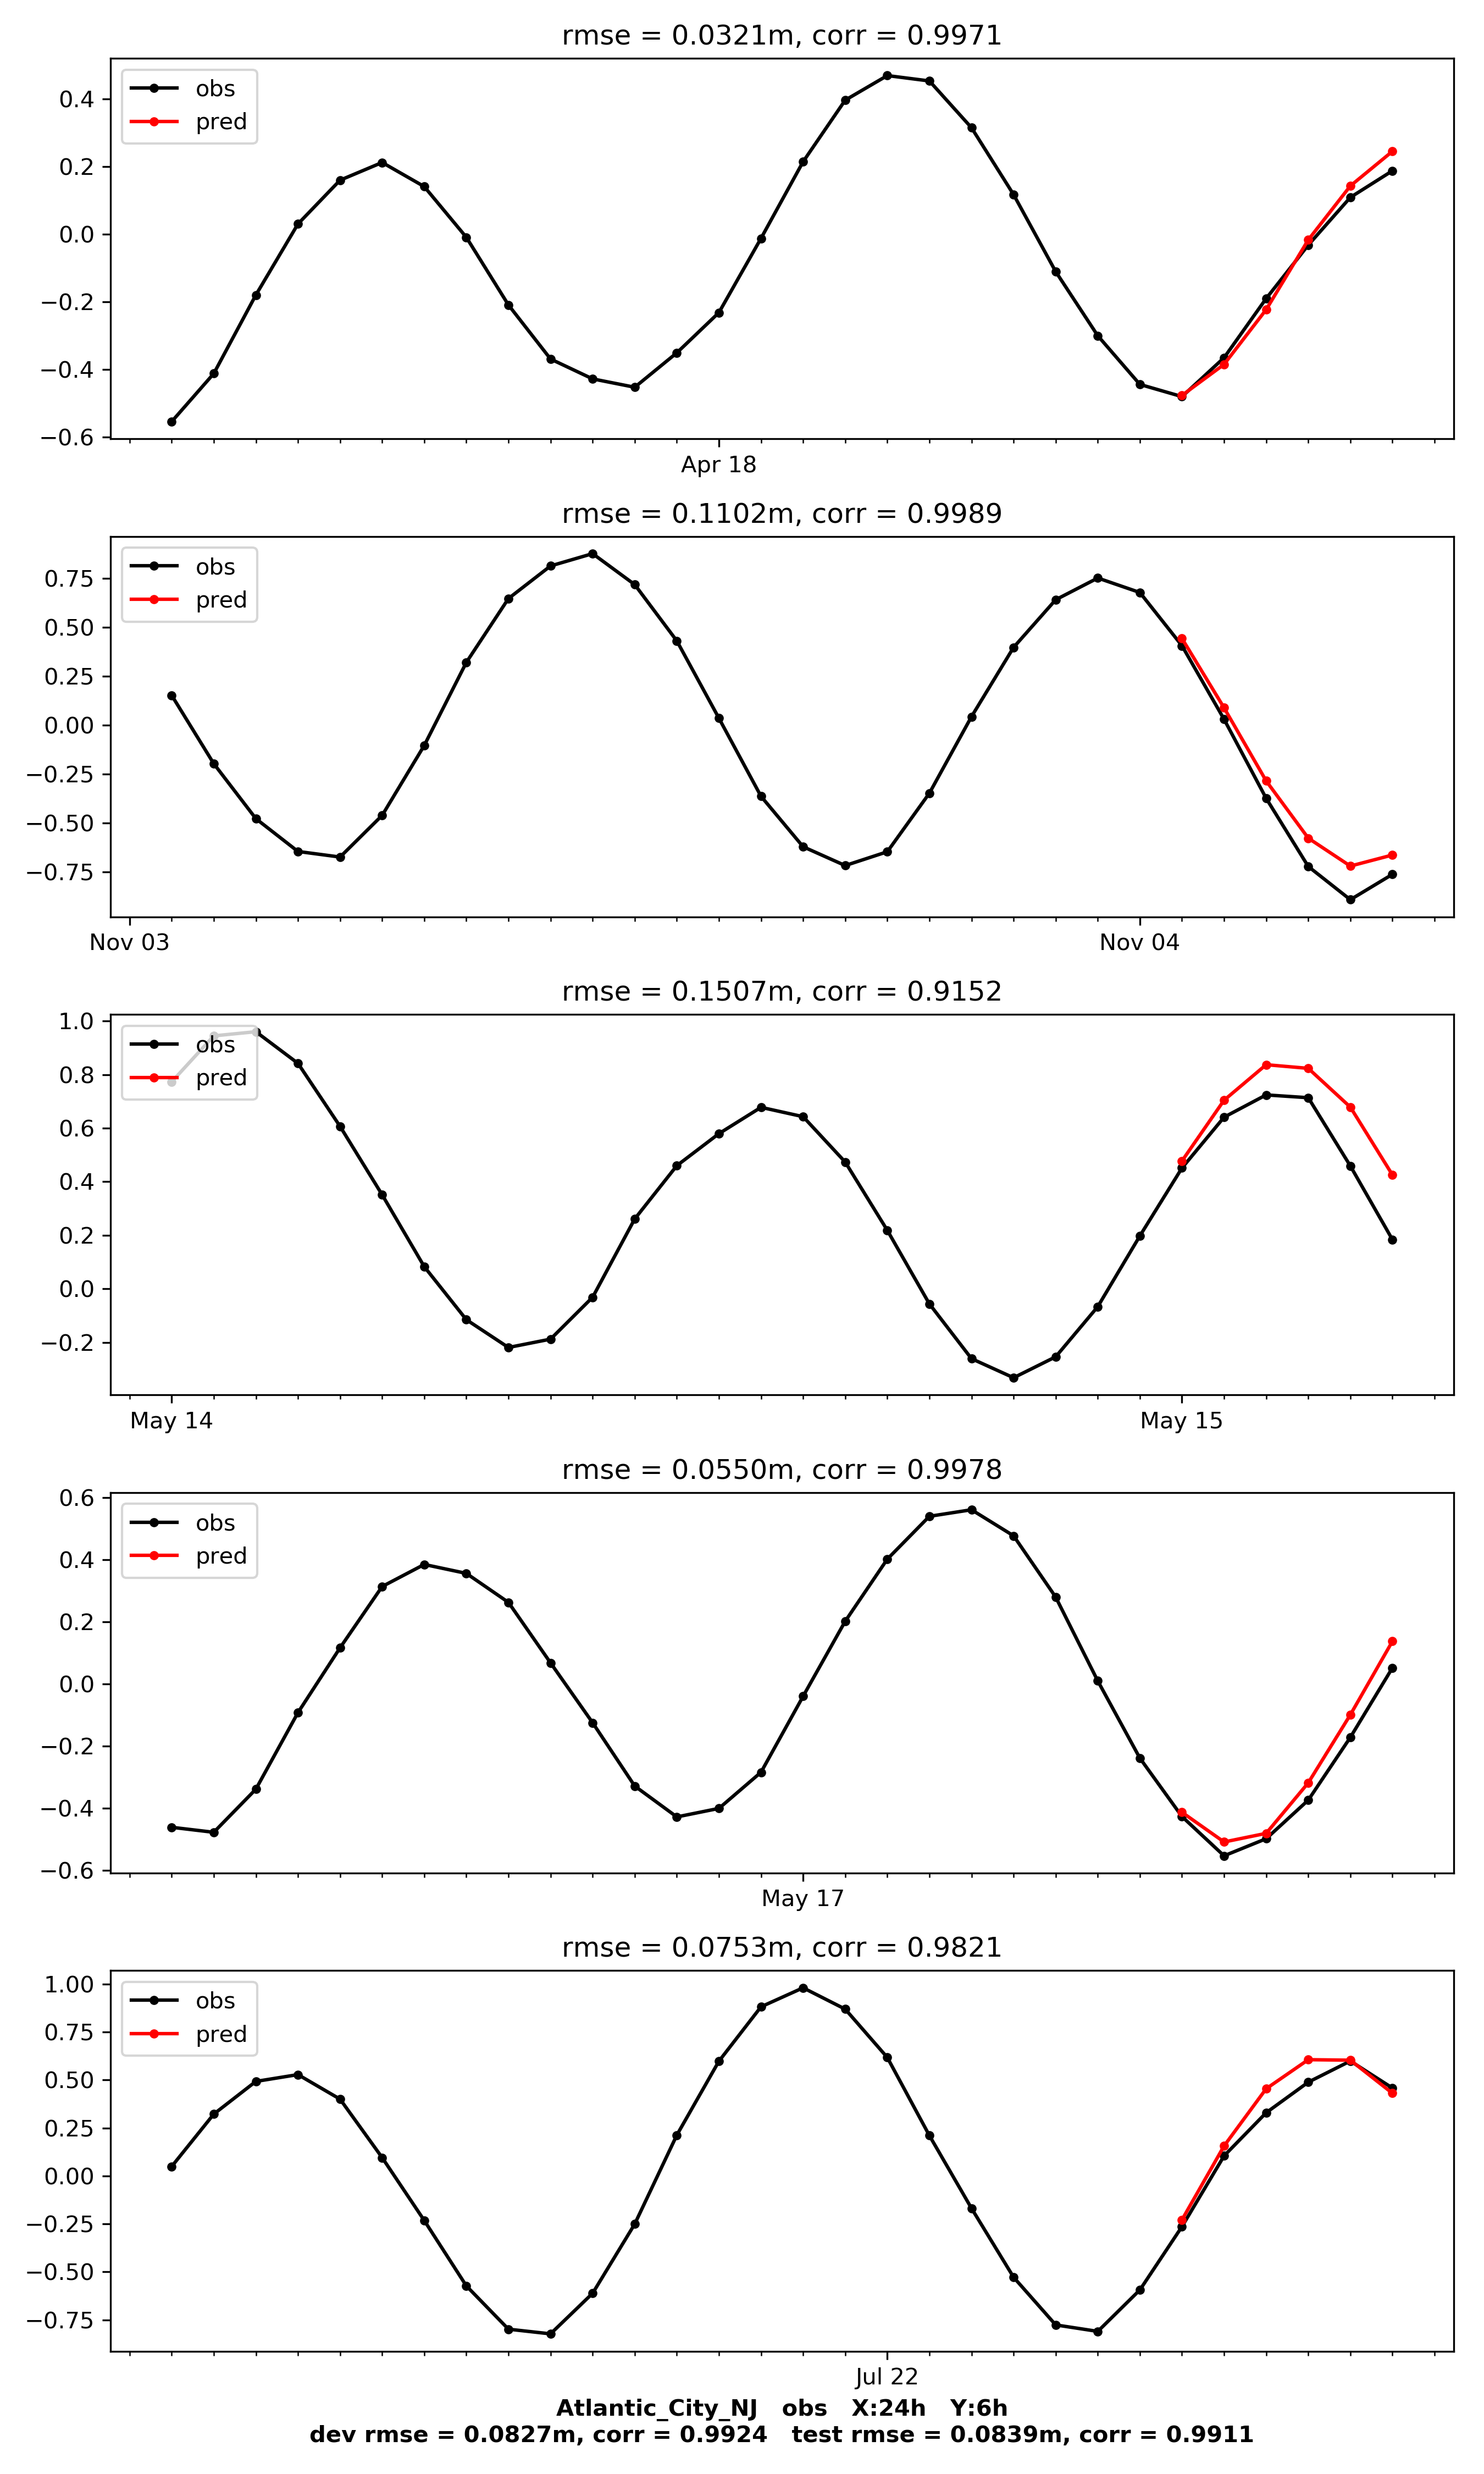 rmse = 0.0321m, corr = 0.9971
obs
pred
0.4
0.2
0.0
−0.2
−0.4
−0.6
Apr 18
rmse = 0.1102m, corr = 0.9989
obs
pred
0.75
0.50
0.25
0.00
−0.25
−0.50
−0.75
Nov 03 Nov 04
rmse = 0.1507m, corr = 0.9152
obs
pred
1.0
0.8
0.6
0.4
0.2
0.0
−0.2
May 14 May 15
rmse = 0.0550m, corr = 0.9978
obs
pred
0.6
0.4
0.2
0.0
−0.2
−0.4
−0.6
May 17
rmse = 0.0753m, corr = 0.9821
obs
pred
1.00
0.75
0.50
0.25
0.00
−0.25
−0.50
−0.75
Jul 22
Atlantic_City_NJ obs X:24h Y:6h
dev rmse = 0.0827m, corr = 0.9924 test rmse = 0.0839m, corr = 0.9911